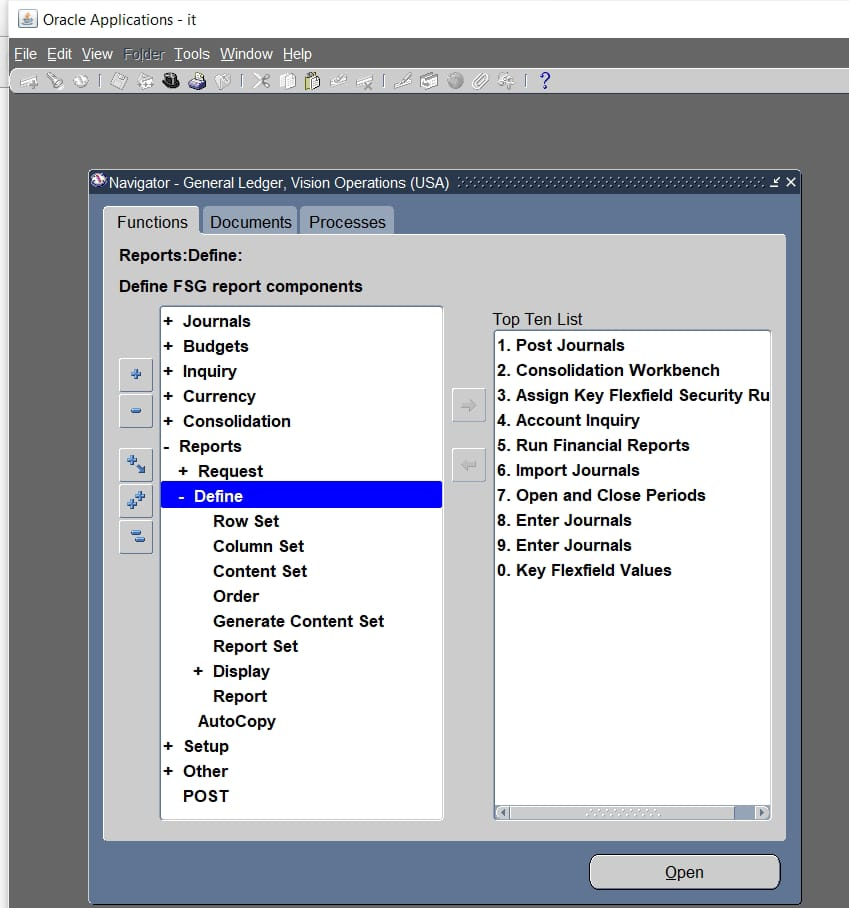 Oracle Applications - it
File Edit View Folder Tools Window Help
?
Navigator - General Ledger, Vision Operations (USA)
Functions Documents Processes
Reports:Define:
Define FSG report components
+ Journals
+ Budgets
+ Inquiry
+ Currency
+ Consolidation
- Reports
+ Request
- Define
Row Set
Column Set
Content Set
Order
Generate Content Set
Report Set
+ Display
Report
AutoCopy
+ Setup
+ Other
POST
Top Ten List
1. Post Journals
2. Consolidation Workbench
3. Assign Key Flexfield Security Ru
4. Account Inquiry
5. Run Financial Reports
6. Import Journals
7. Open and Close Periods
8. Enter Journals
9. Enter Journals
0. Key Flexfield Values
Open